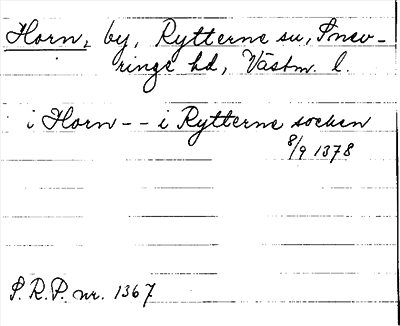 Horn, by, Rytterne sn, Snev-
ringe hd, Västm. l.
i Horn -- i Rytterne socken
8/9 1378
S.R.P. nr. 1367